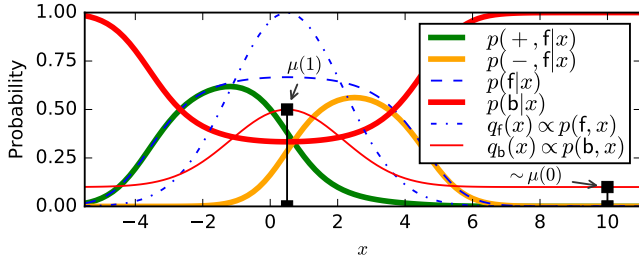 1.00
0.75
0.50
0.25
0.00
Probability
−4
−2
0
2
4
6
8
10
x
μ(1)
∼ μ(0)
p(+, f|x)
p(−, f|x)
p(f|x)
p(b|x)
q_f(x) ∝ p(f, x)
q_b(x) ∝ p(b, x)